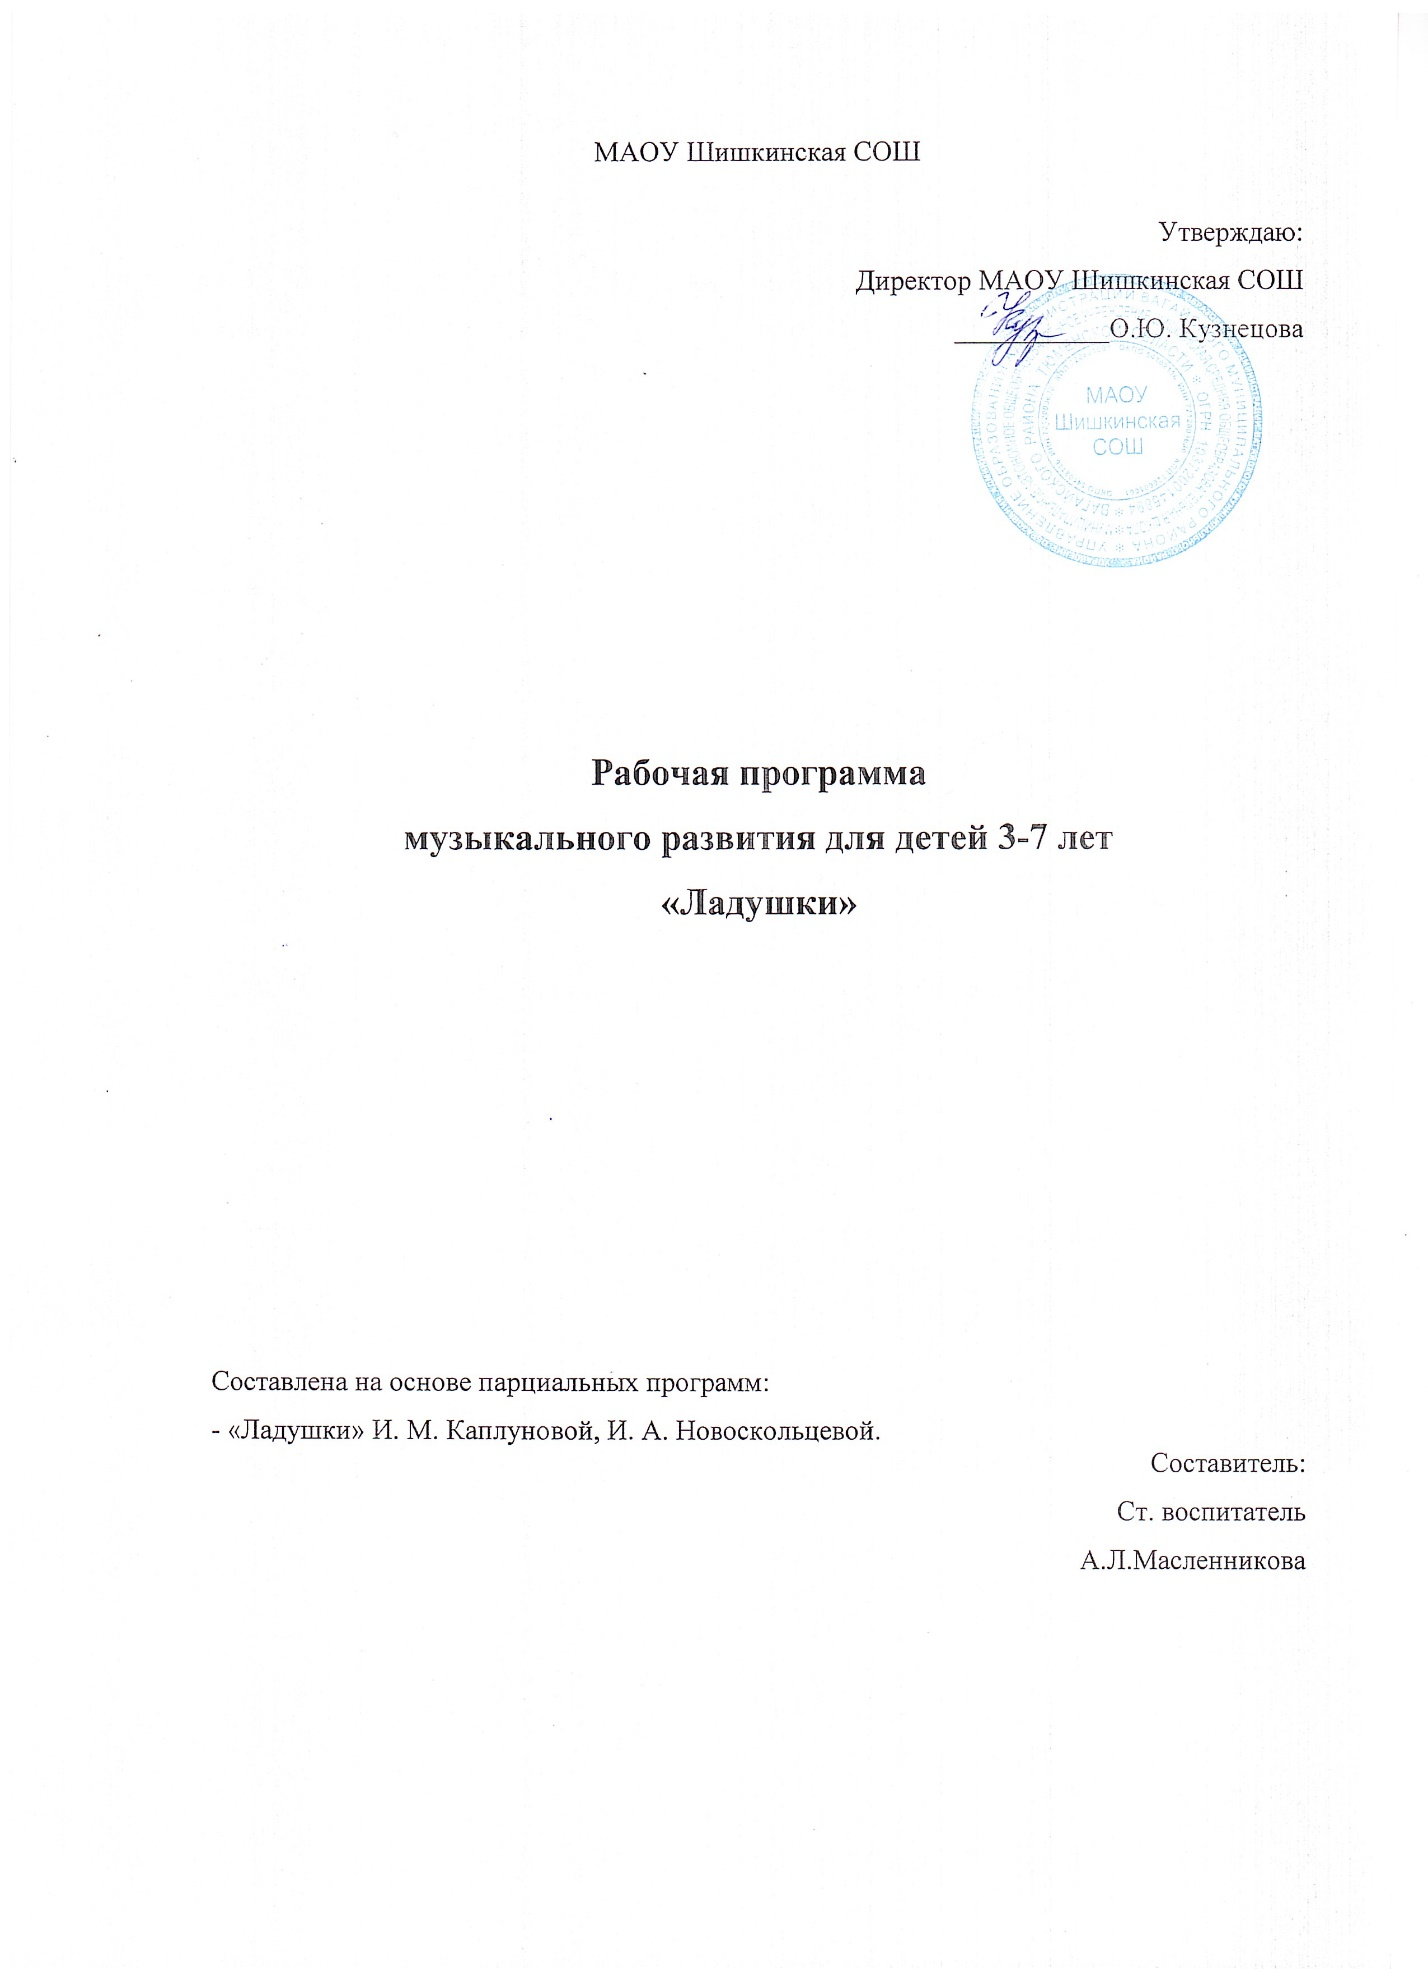 МАОУ Шишкинская СОШ
Утверждаю:
Директор МАОУ Шишкинская СОШ
___________О.Ю. Кузнецова
МАОУ
Шишкинская
СОШ
Рабочая программа
музыкального развития для детей 3-7 лет
«Ладушки»
Составлена на основе парциальных программ:
- «Ладушки» И. М. Каплуновой, И. А. Новоскольцевой.
Составитель:
Ст. воспитатель
А.Л.Масленникова